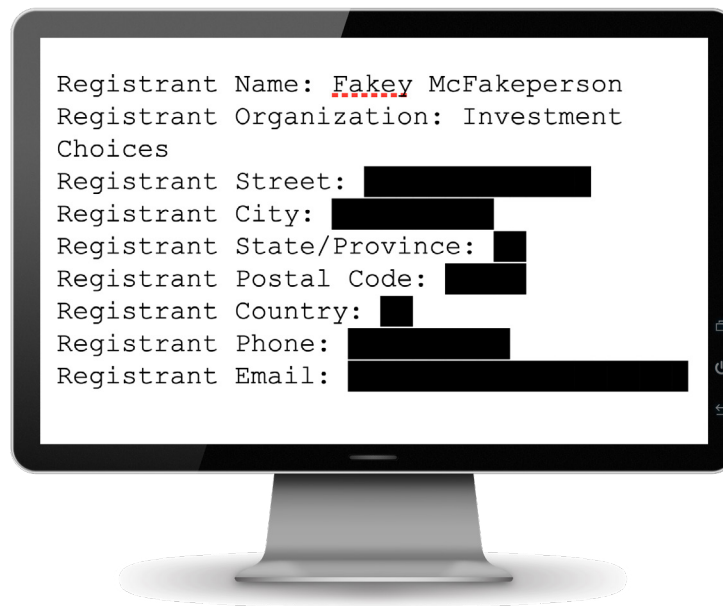 Registrant Name: Fakey McFakeperson
Registrant Organization: Investment
Choices
Registrant Street:
Registrant City:
Registrant State/Province:
Registrant Postal Code:
Registrant Country:
Registrant Phone:
Registrant Email: